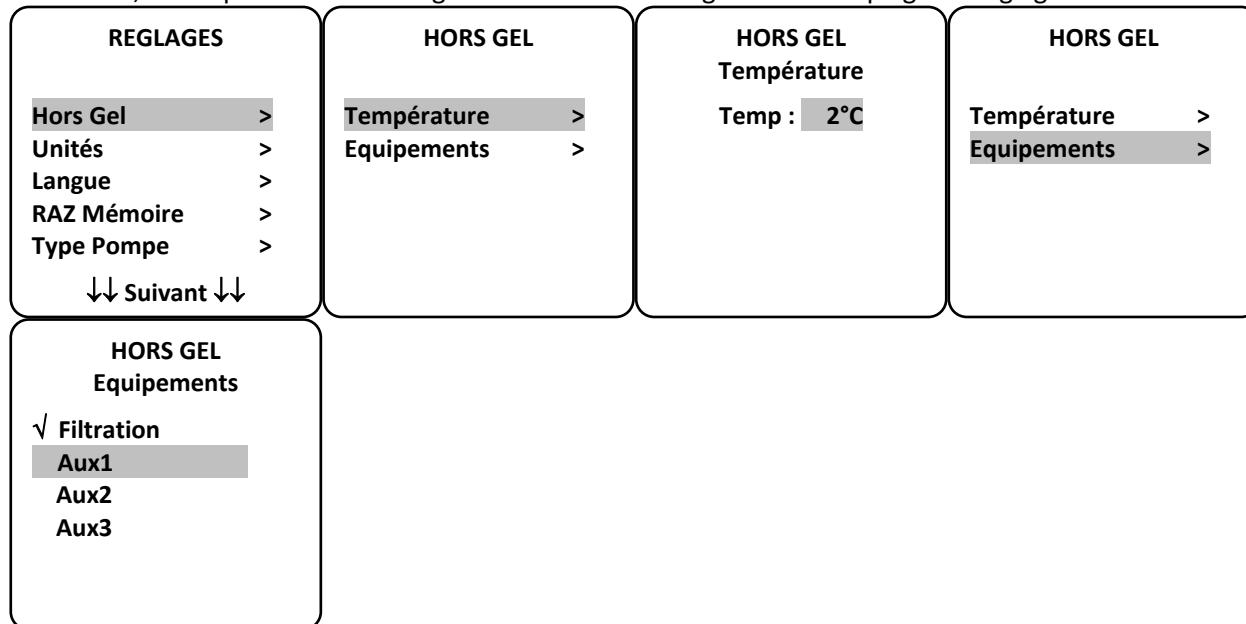 REGLAGES
Hors Gel >
Unités >
Langue >
RAZ Mémoire >
Type Pompe >
↓↓ Suivant ↓↓
HORS GEL
Température >
Equipements >
HORS GEL
Température
Temp : 2°C
HORS GEL
Température >
Equipements >
HORS GEL
Equipements
√ Filtration
Aux1
Aux2
Aux3